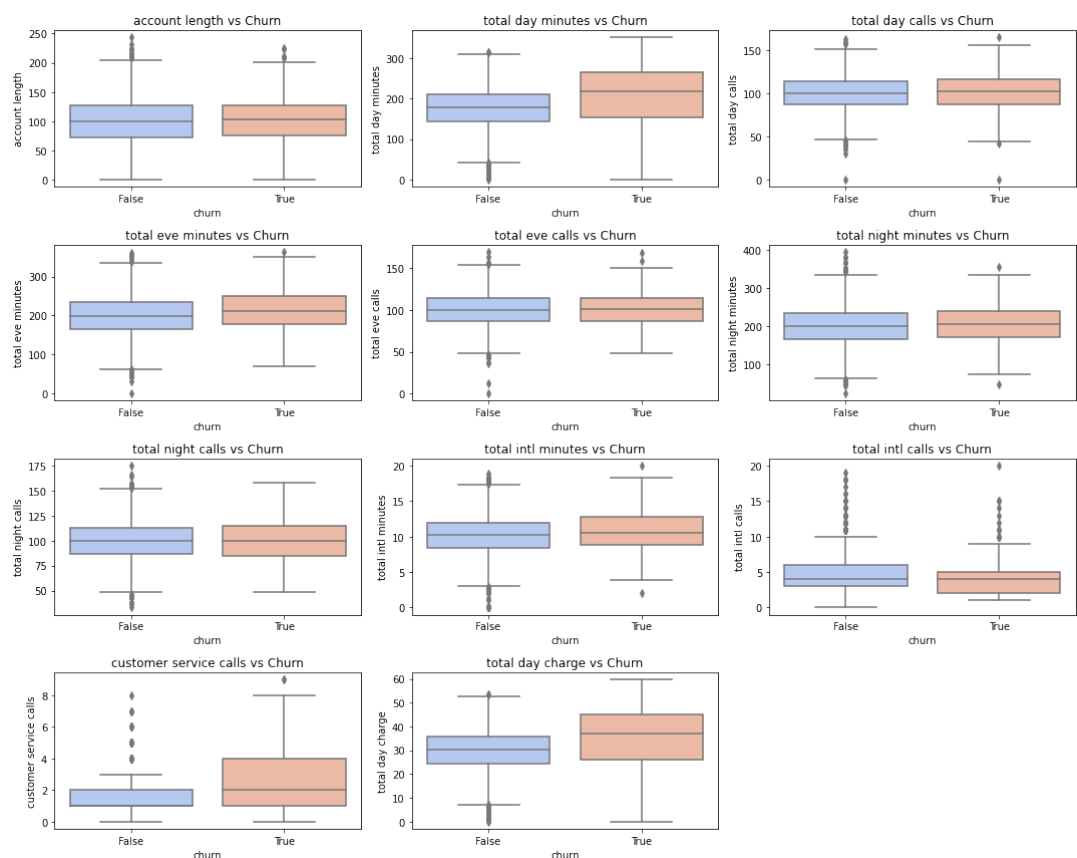 account length vs Churn
account length
250
200
150
100
50
0
False
True
churn
total day minutes vs Churn
total day minutes
300
200
100
0
False
True
churn
total day calls vs Churn
total day calls
150
100
50
0
False
True
churn
total eve minutes vs Churn
total eve minutes
300
200
100
0
False
True
churn
total eve calls vs Churn
total eve calls
150
100
50
0
False
True
churn
total night minutes vs Churn
total night minutes
400
300
200
100
False
True
churn
total night calls vs Churn
total night calls
175
150
125
100
75
50
False
True
churn
total intl minutes vs Churn
total intl minutes
20
15
10
5
0
False
True
churn
total intl calls vs Churn
total intl calls
20
15
10
5
0
False
True
churn
customer service calls vs Churn
customer service calls
8
6
4
2
0
False
True
churn
total day charge vs Churn
total day charge
60
50
40
30
20
10
0
False
True
churn